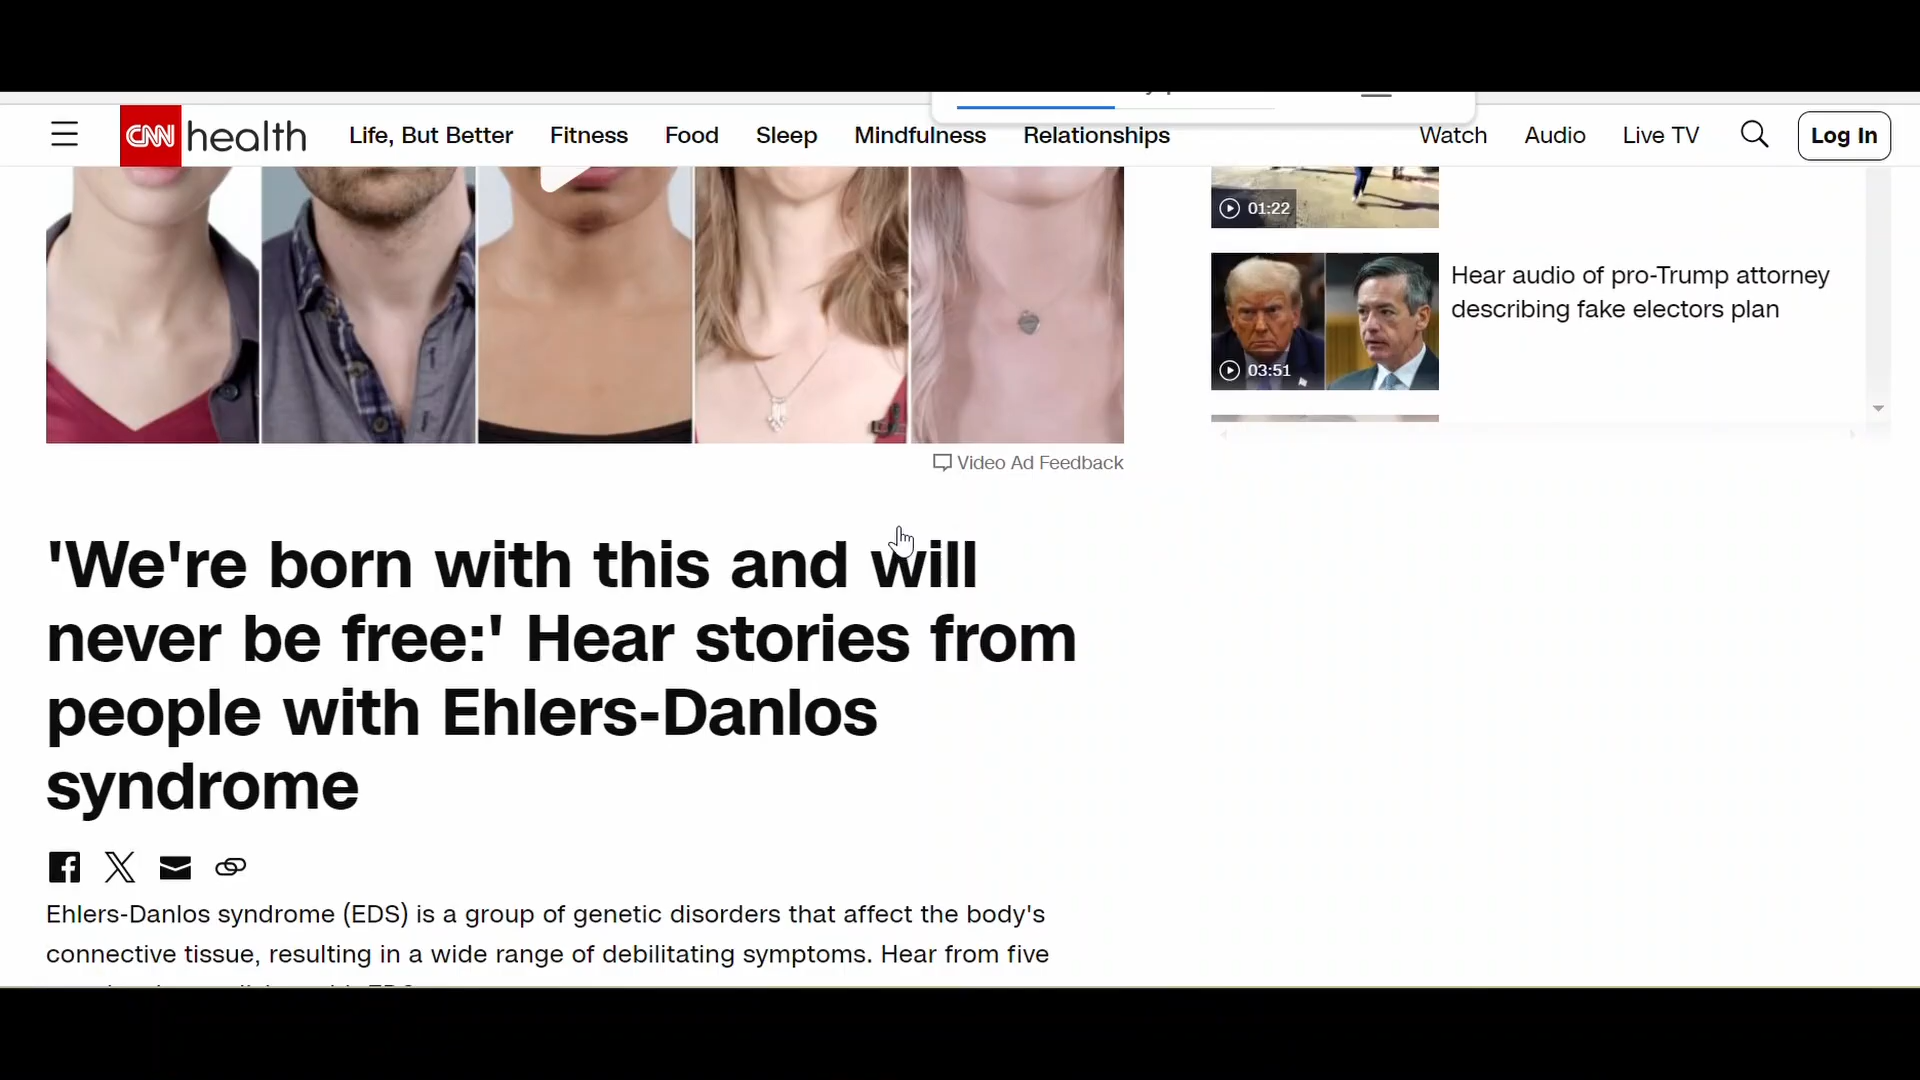 CNN health
Life, But Better
Fitness
Food
Sleep
Mindfulness
Relationships
Watch
Audio
Live TV
Log In
01:22
Hear audio of pro-Trump attorney
describing fake electors plan
03:51
Video Ad Feedback
'We're born with this and will
never be free:' Hear stories from
people with Ehlers-Danlos
syndrome
Ehlers-Danlos syndrome (EDS) is a group of genetic disorders that affect the body's
connective tissue, resulting in a wide range of debilitating symptoms. Hear from five